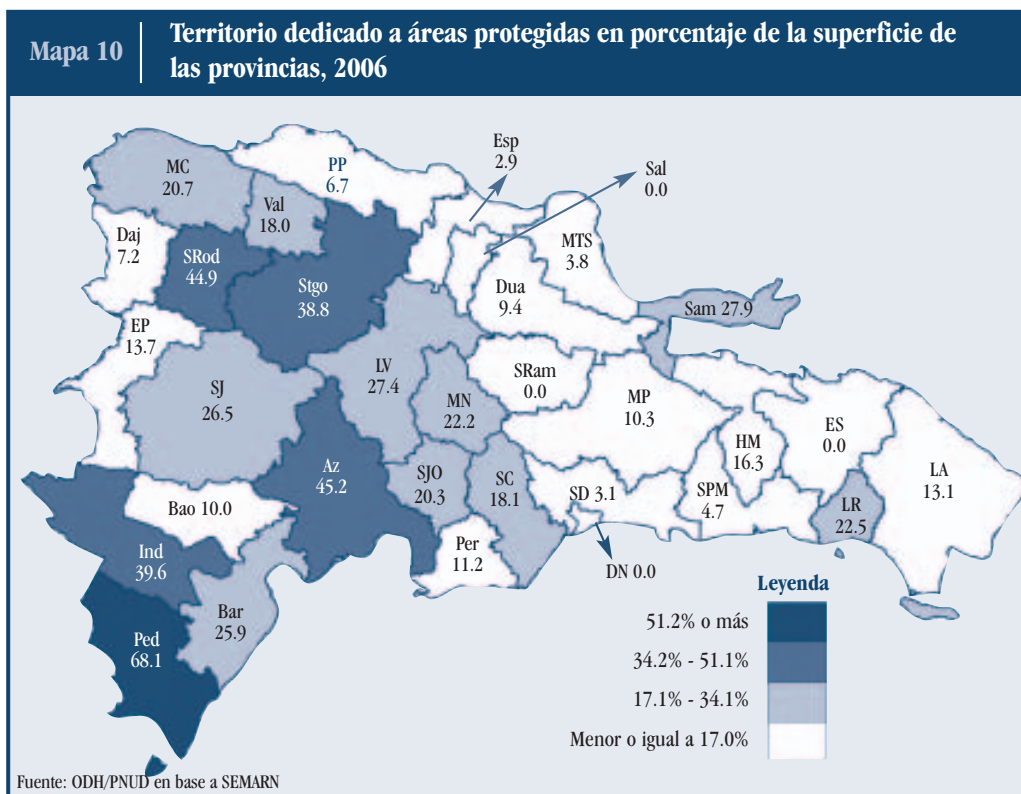 Mapa 10
Territorio dedicado a áreas protegidas en porcentaje de la superficie de
las provincias, 2006
Esp
2.9
Sal
0.0
MC
20.7
PP
6.7
Val
18.0
Daj
7.2
SRod
44.9
Stgo
38.8
MTS
3.8
Dua
9.4
Sam 27.9
EP
13.7
SJ
26.5
LV
27.4
MN
22.2
SRam
0.0
MP
10.3
HM
16.3
ES
0.0
LA
13.1
Az
45.2
SJO
20.3
SC
18.1
SD 3.1
SPM
4.7
LR
22.5
Bao 10.0
Ind
39.6
Per
11.2
DN 0.0
Bar
25.9
Ped
68.1
Leyenda
51.2% o más
34.2% - 51.1%
17.1% - 34.1%
Menor o igual a 17.0%
Fuente: ODH/PNUD en base a SEMARN